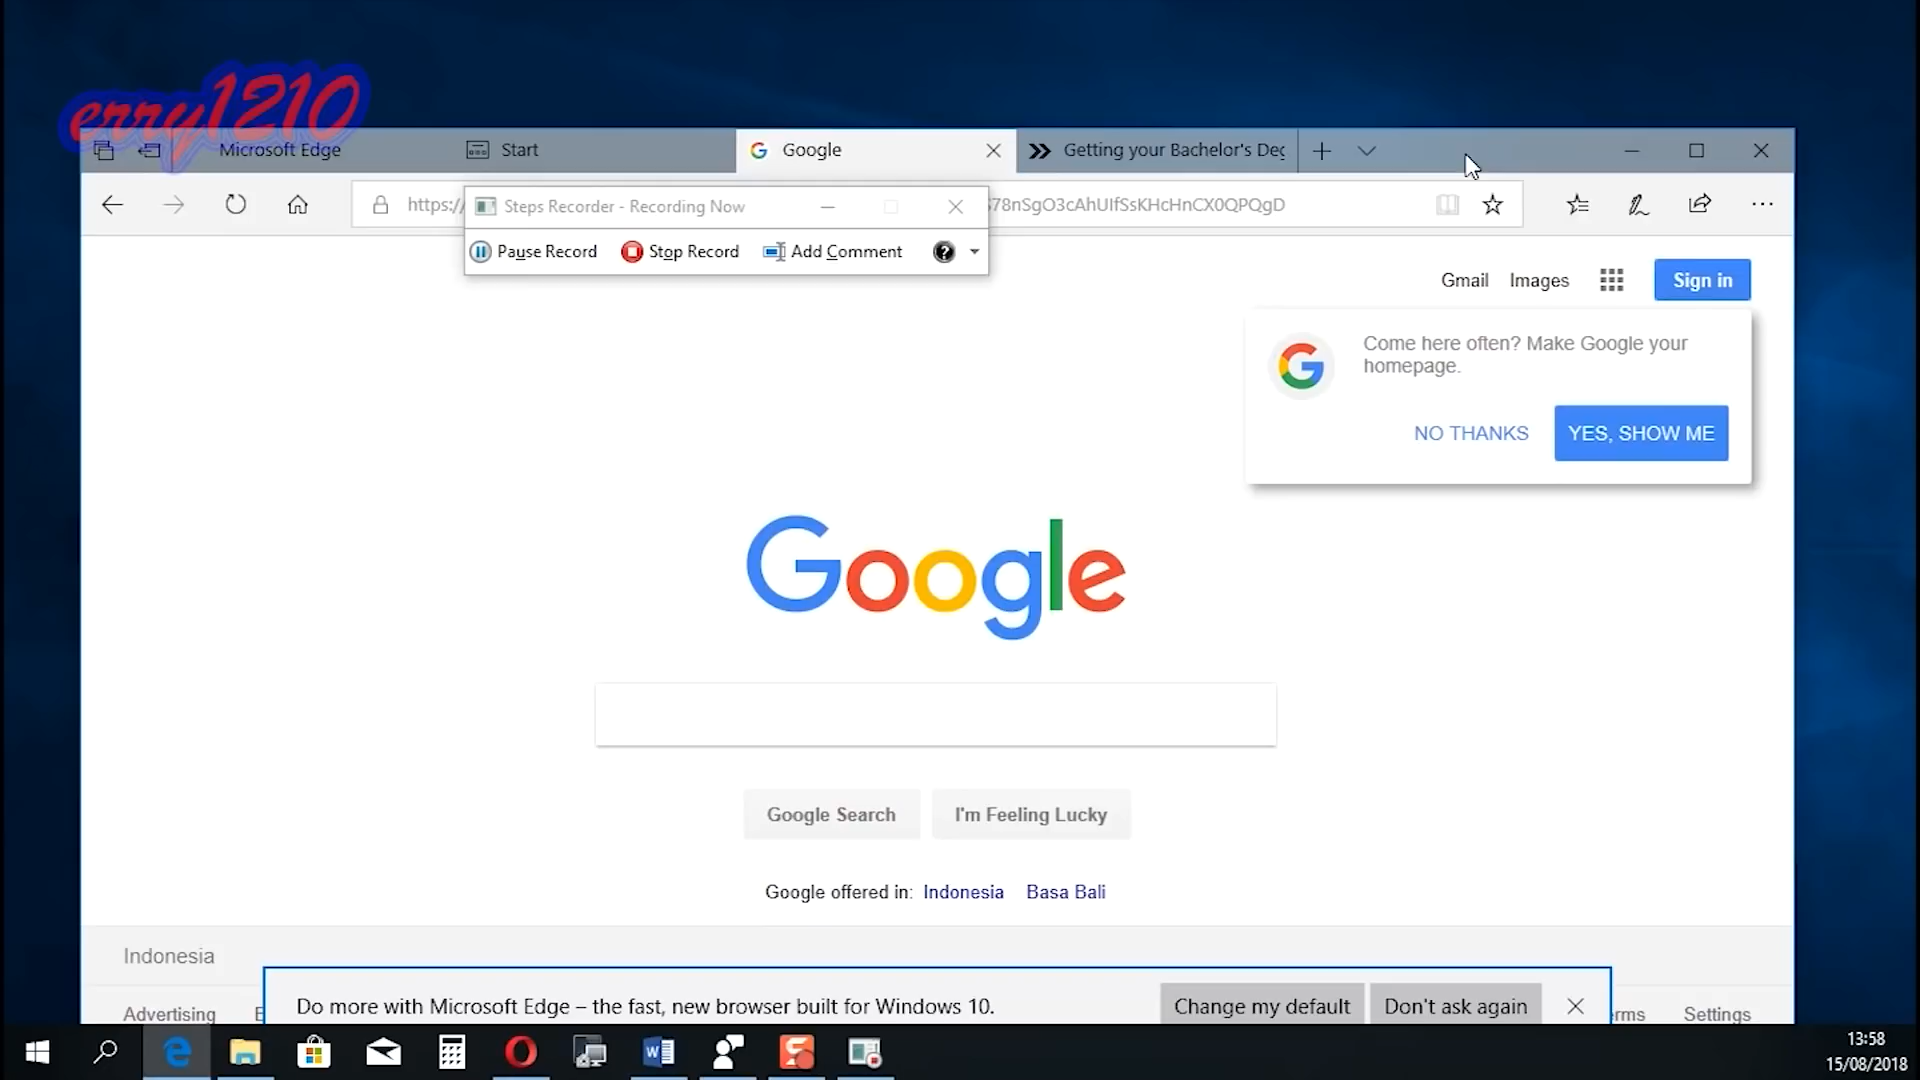 erry1210
Microsoft Edge
Start
Google
Getting your Bachelor's Deg
https:/
S78nSgO3cAhUIfSsKHcHnCX0QPQgD
Steps Recorder - Recording Now
Pause Record
Stop Record
Add Comment
Gmail
Images
Sign in
Come here often? Make Google your
homepage.
NO THANKS
YES, SHOW ME
Google
Google Search
I'm Feeling Lucky
Google offered in: Indonesia Basa Bali
Indonesia
Do more with Microsoft Edge – the fast, new browser built for Windows 10.
Change my default
Don't ask again
Advertising
rms
Settings
13:58
15/08/2018